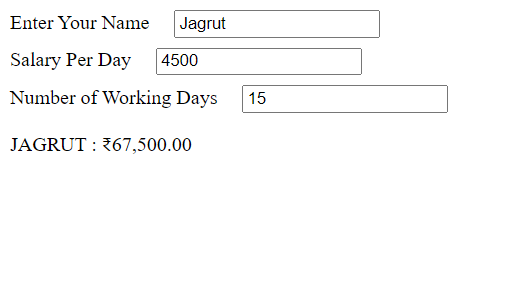 Enter Your Name Jagrut
Salary Per Day 4500
Number of Working Days 15
JAGRUT : ₹67,500.00